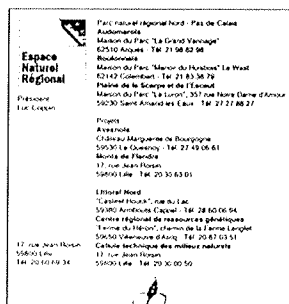 Espace
Naturel
Régional
Président
Luc Coppin
17, rue Jean Roisin
59800 Lille
Tél. 20 60 69 34
Parc naturel régional Nord - Pas de Calais
Audomarois
Maison du Parc "Le Grand Vannage"
62510 Arques - Tél. 21 98 62 98
Boulonnais
Maison du Parc "Manoir du Huisbois" Le Wast
62142 Colembert - Tél. 21 83 38 79
Plaine de la Scarpe et de l'Escaut
Maison du Parc "Le Luron", 357 rue Notre Dame d'Amour
59230 Saint Amand les Eaux - Tél. 27 27 88 27
Projets
Avesnois
Château Marguerite de Bourgogne
59530 Le Quesnoy - Tél. 27 49 06 61
Monts de Flandre
17, rue Jean Roisin
59800 Lille - Tél. 20 30 63 01
Littoral Nord
"Casteel Houck", rue du Lac
59380 Armbouts Cappel - Tél. 28 60 06 94
Centre régional de ressources génétiques
"Ferme du Héron", chemin de la Ferme Lenglet
59650 Villeneuve d'Ascq - Tél. 20 67 03 51
Cellule technique des milieux naturels
17, rue Jean Roisin
59800 Lille - Tél. 20 30 00 50